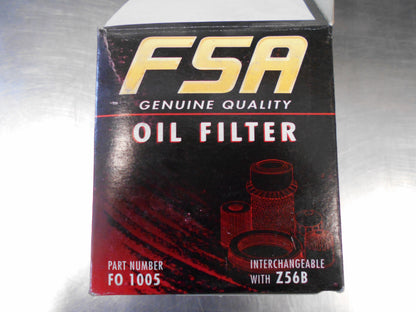 FSA
GENUINE QUALITY
OIL FILTER
PART NUMBER
FO 1005
INTERCHANGEABLE
WITH Z56B